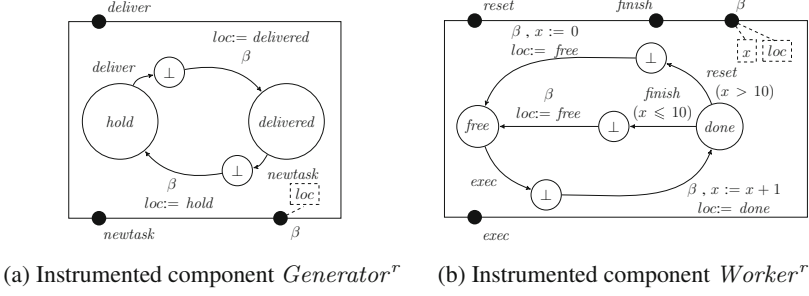 deliver
loc:= delivered
β
deliver
⊥
hold
delivered
⊥
newtask
β
loc
loc:= hold
newtask
β
(a) Instrumented component Generatorʳ
reset
finish
β
x
loc
β , x := 0
loc:= free
⊥
reset
(x > 10)
β
loc:= free
finish
(x ⩽ 10)
free
⊥
done
exec
⊥
β , x := x + 1
loc:= done
exec
(b) Instrumented component Workerʳ